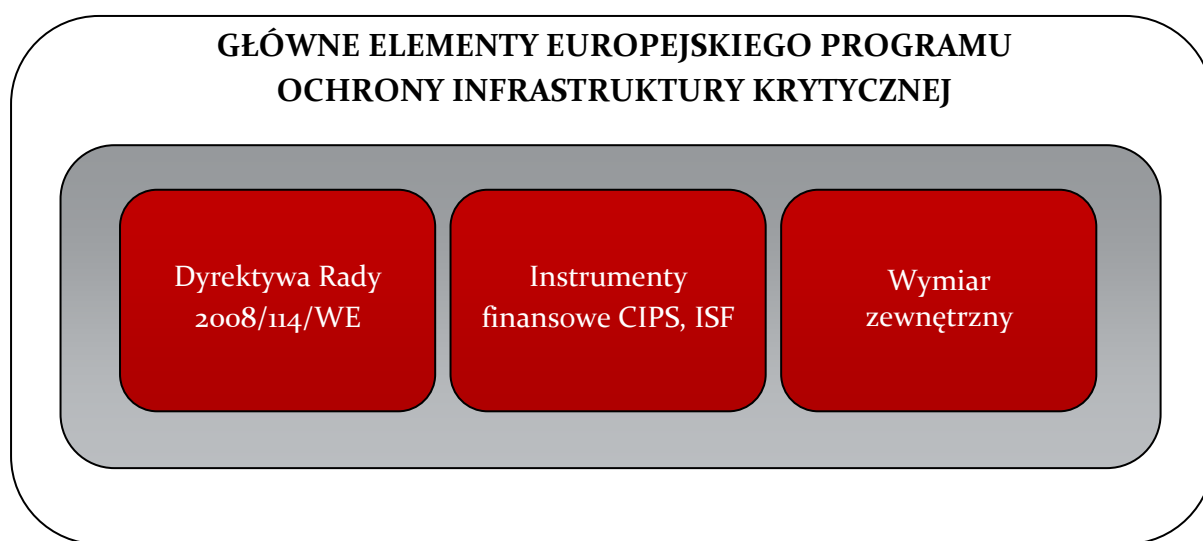 GŁÓWNE ELEMENTY EUROPEJSKIEGO PROGRAMU
OCHRONY INFRASTRUKTURY KRYTYCZNEJ
Dyrektywa Rady
2008/114/WE
Instrumenty
finansowe CIPS, ISF
Wymiar
zewnętrzny